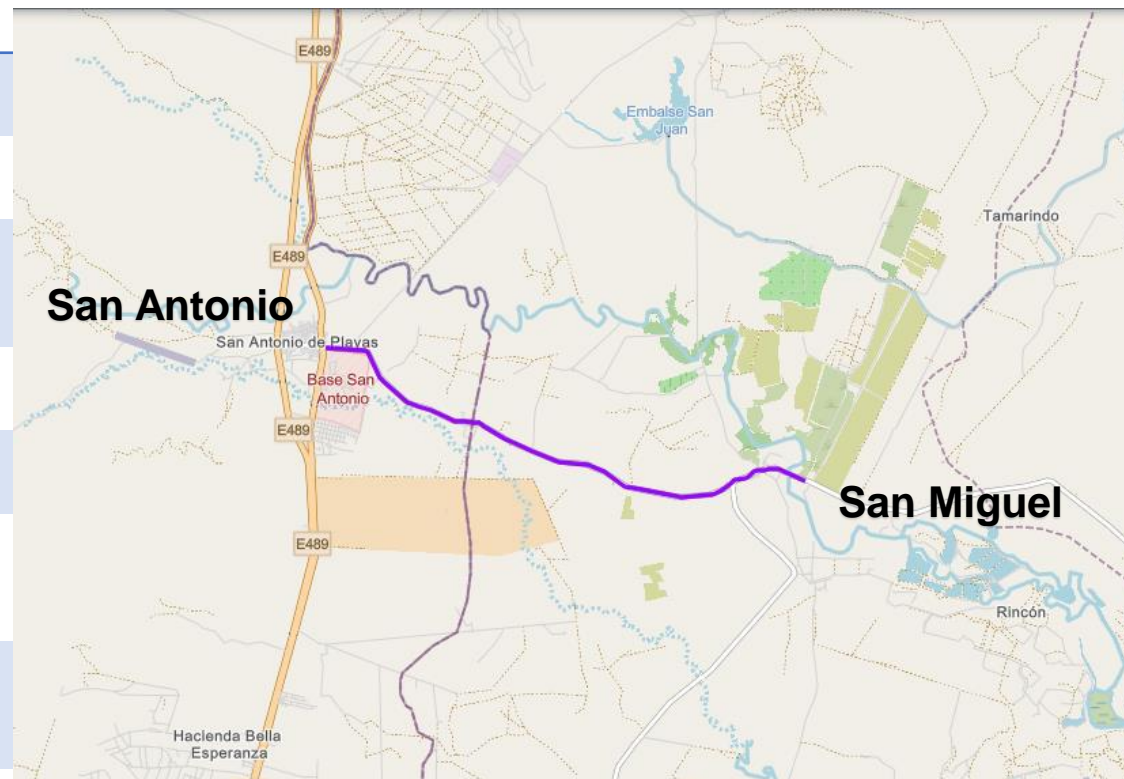 E489
Embalse San
Juan
Tamarindo
E489
San Antonio
San Antonio de Playas
Base San
Antonio
E489
San Miguel
E489
Rincón
Hacienda Bella
Esperanza